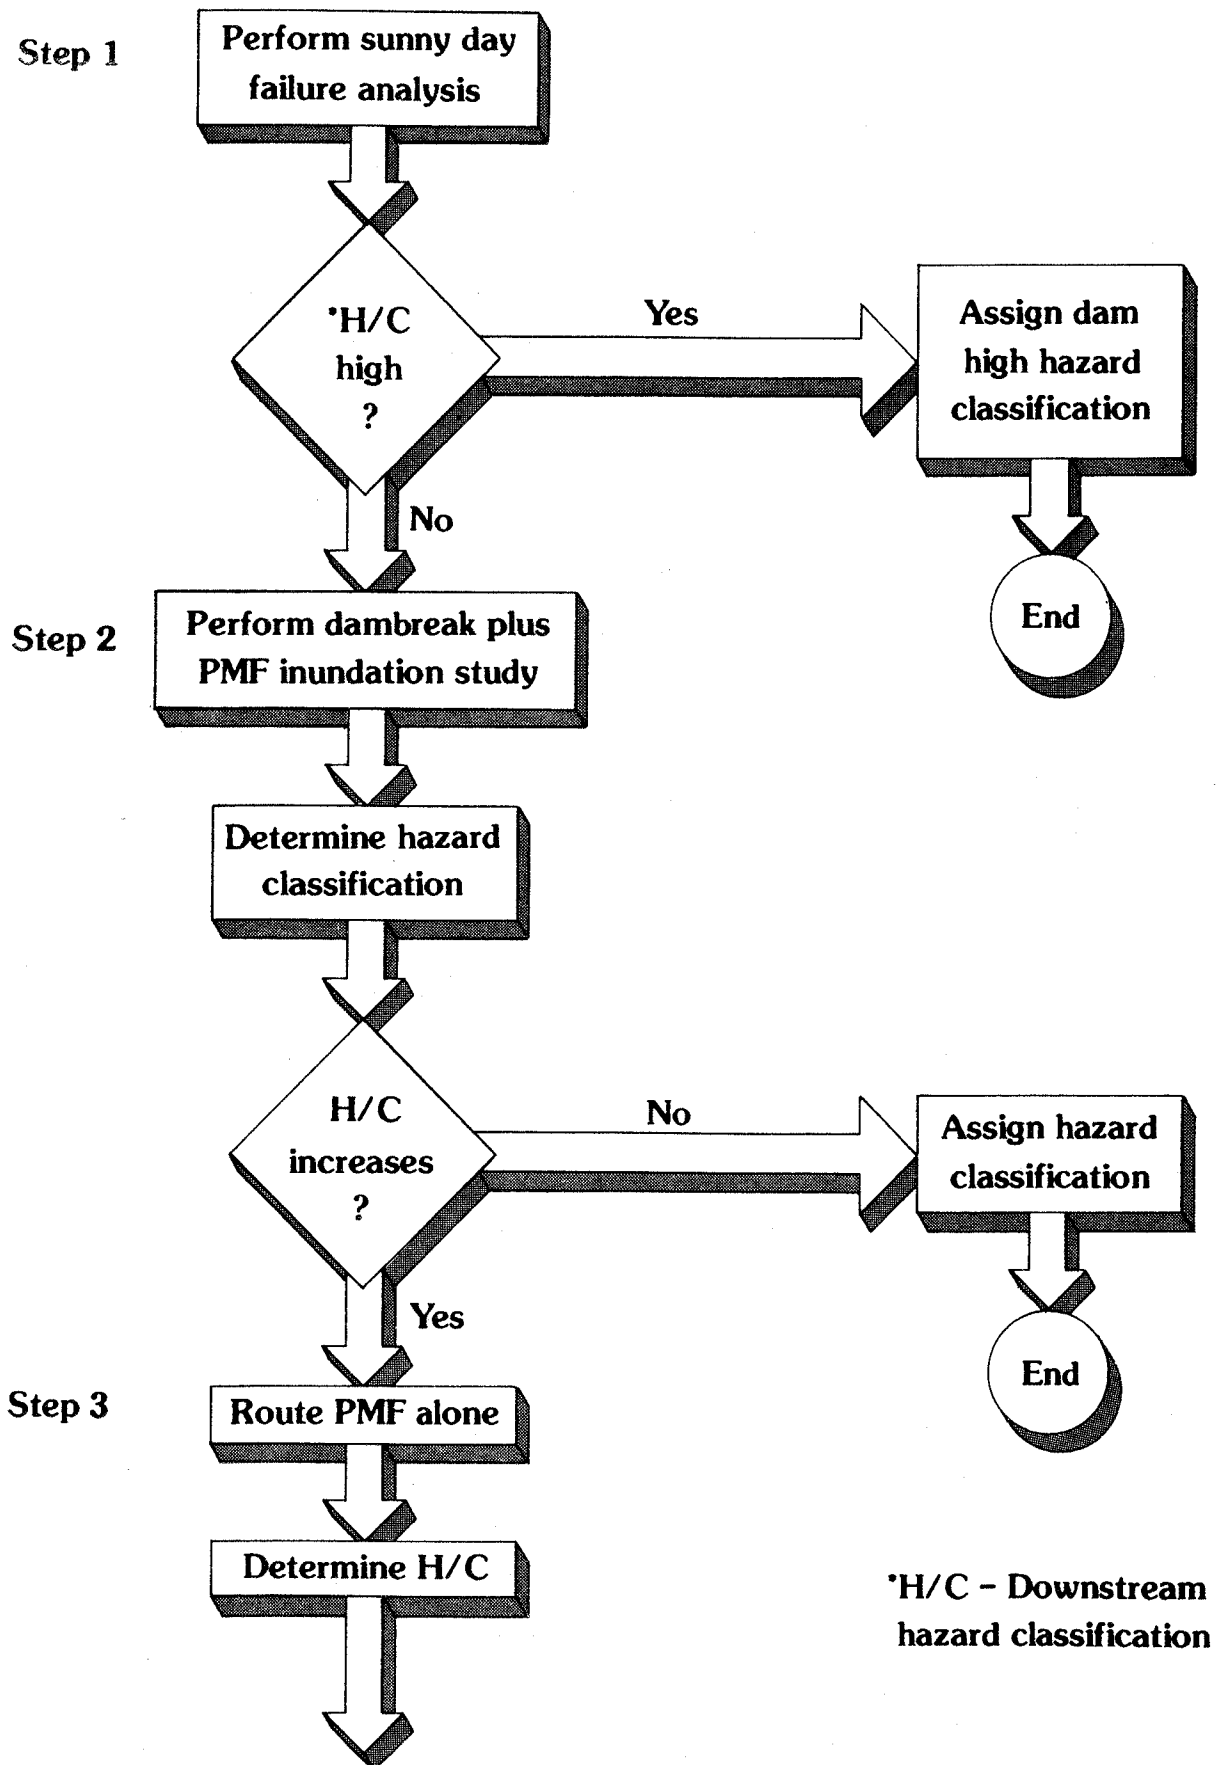 Step 1
Perform sunny day
failure analysis
*H/C
high
?
Yes
Assign dam
high hazard
classification
End
No
Step 2
Perform dambreak plus
PMF inundation study
Determine hazard
classification
H/C
increases
?
No
Assign hazard
classification
End
Yes
Step 3
Route PMF alone
Determine H/C
*H/C - Downstream
hazard classification